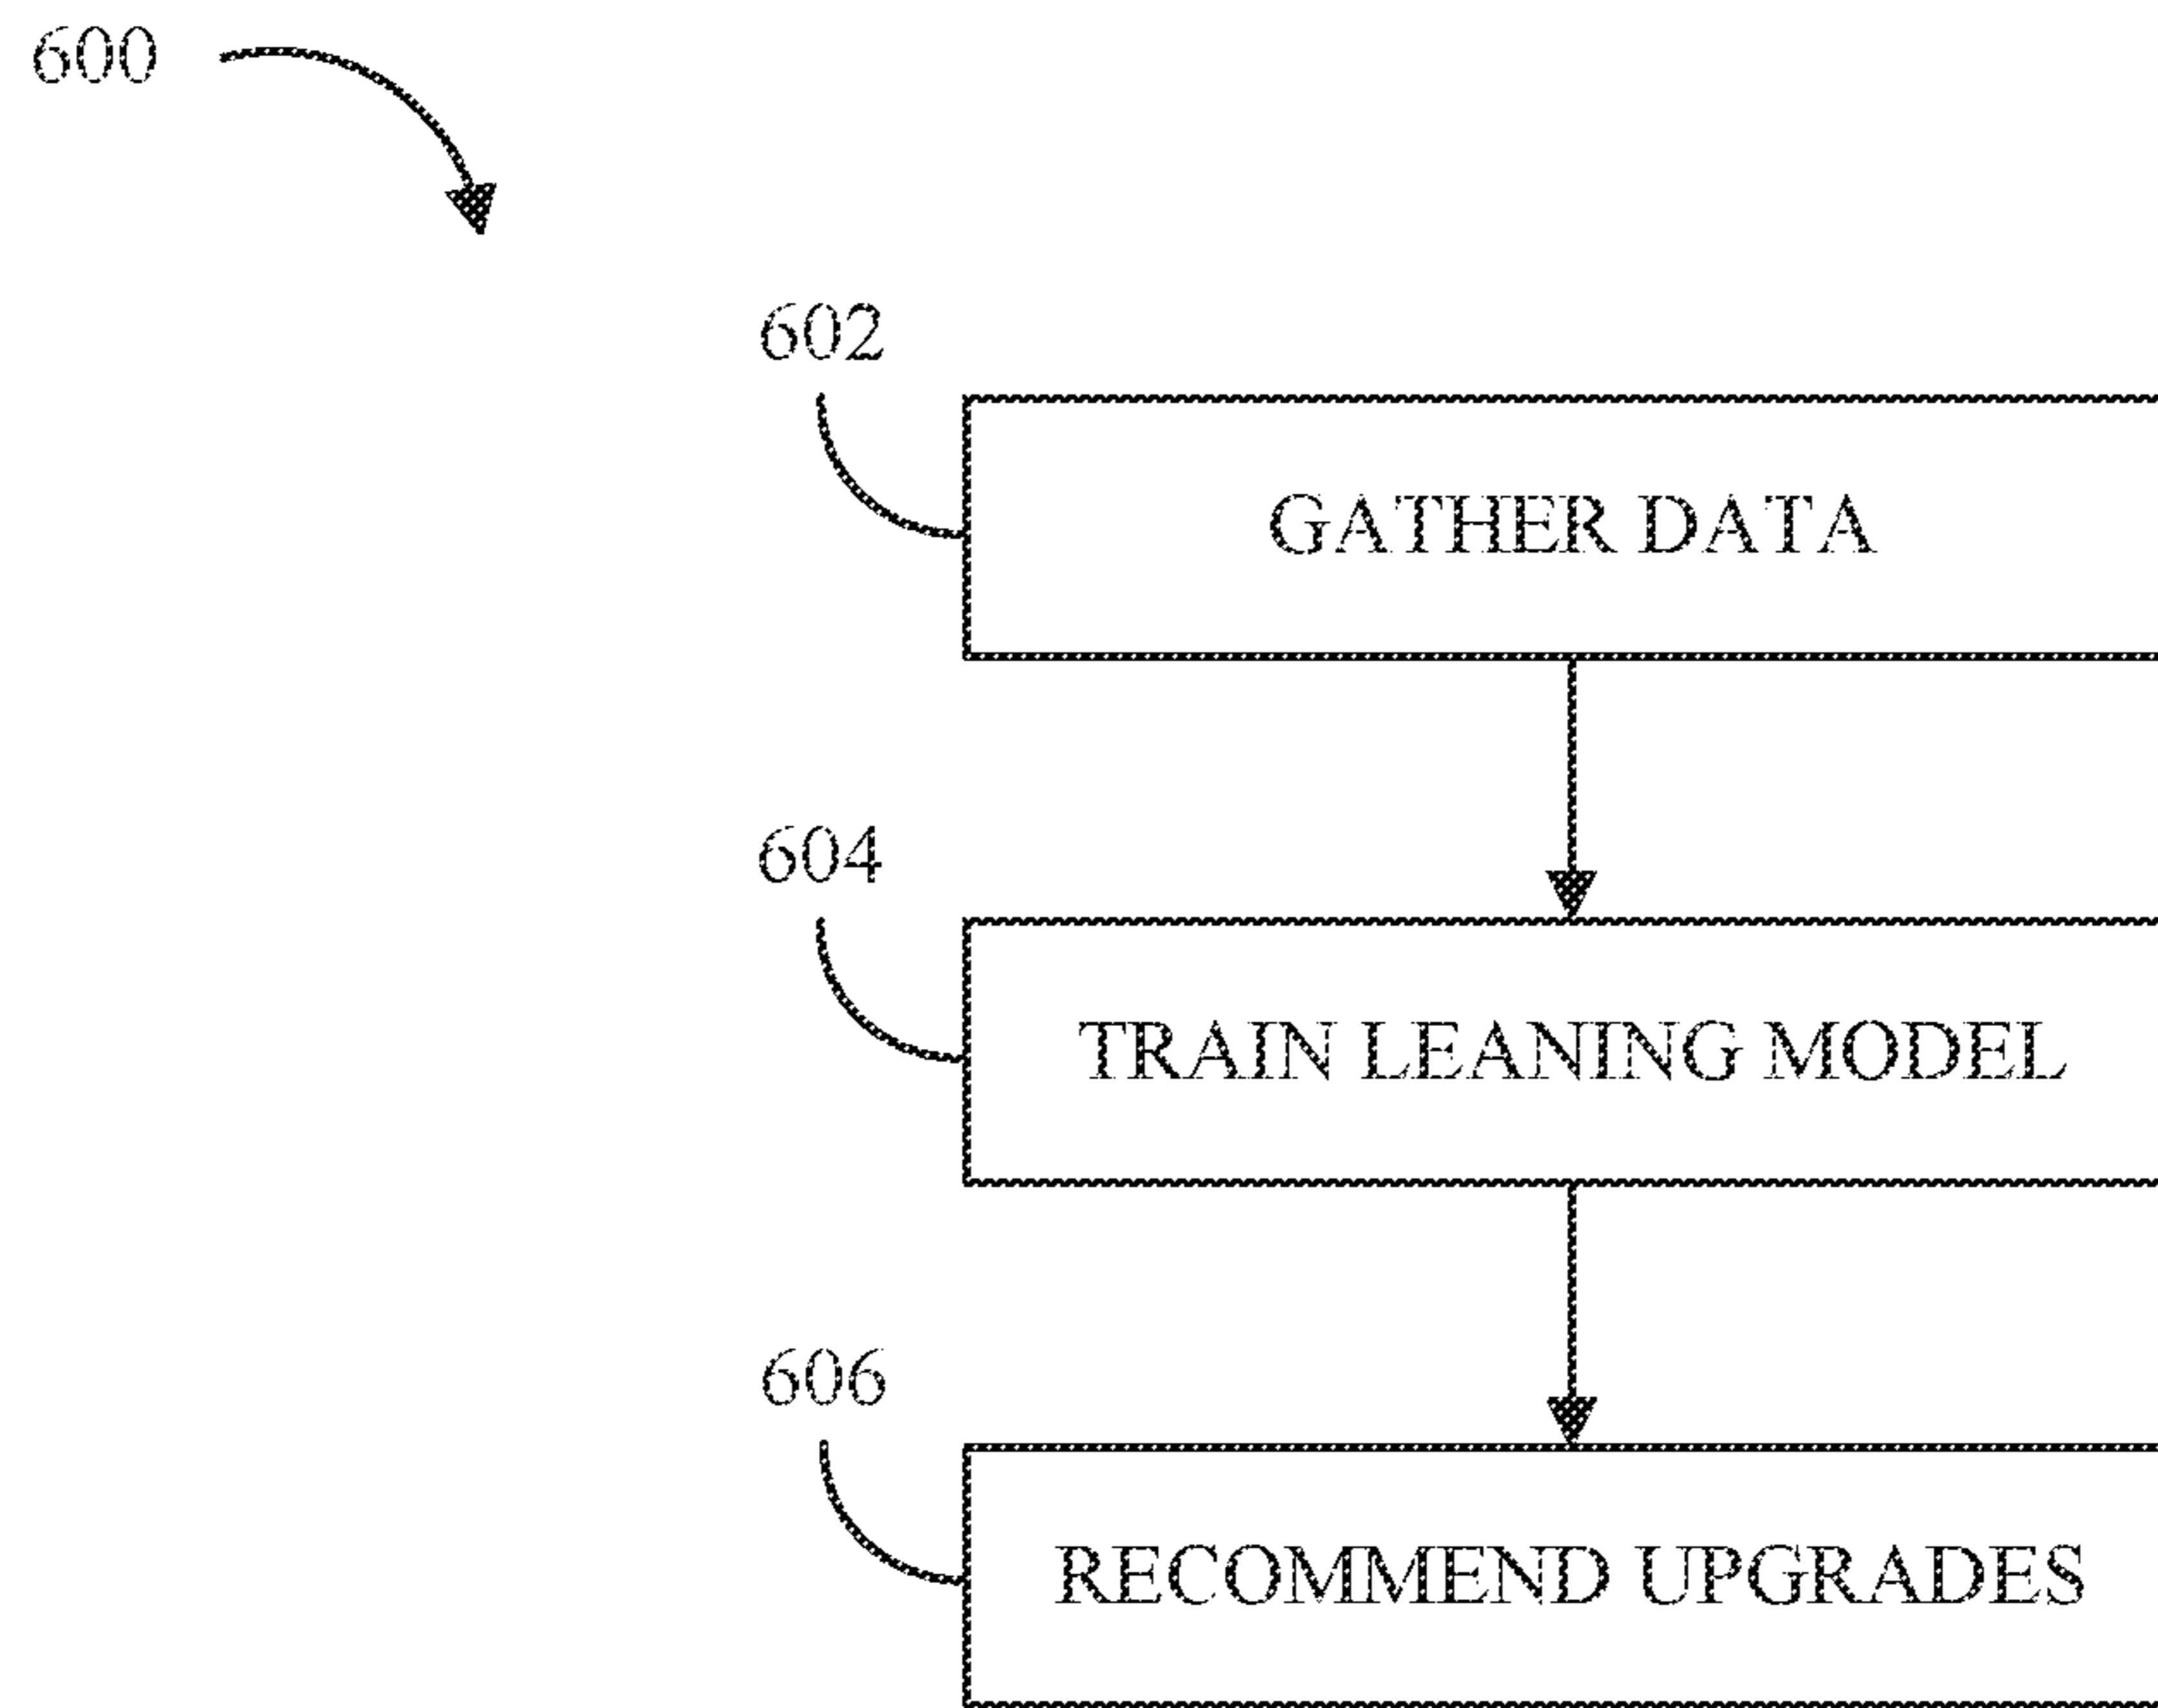 600
602
GATHER DATA
604
TRAIN LEANING MODEL
606
RECOMMEND UPGRADES